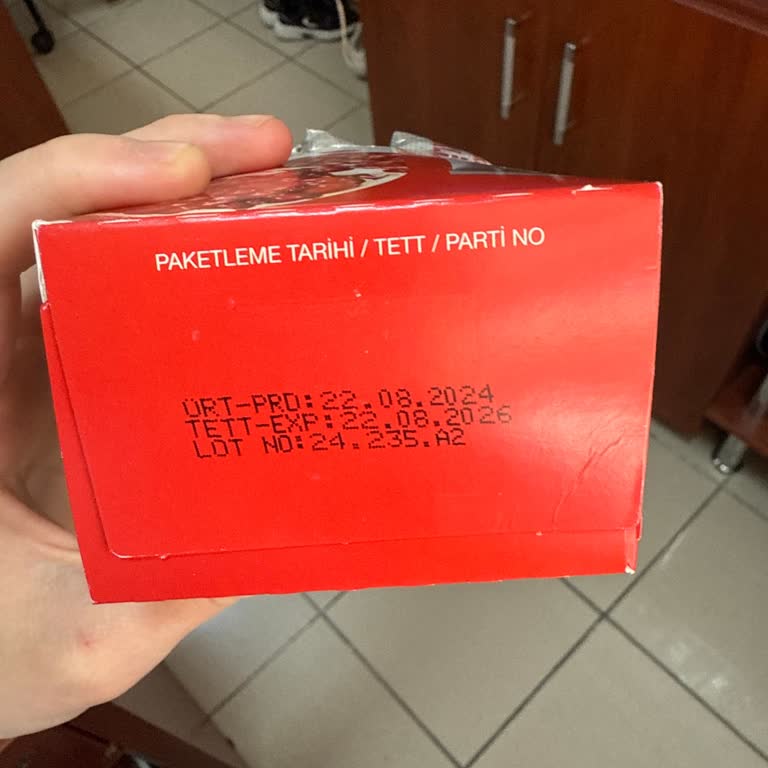 PAKETLEME TARİHİ / TETT / PARTİ NO
ÜRT-PRD:22.08.2024
TETT-EXP:22.08.2026
LOT NO:24.235.A2